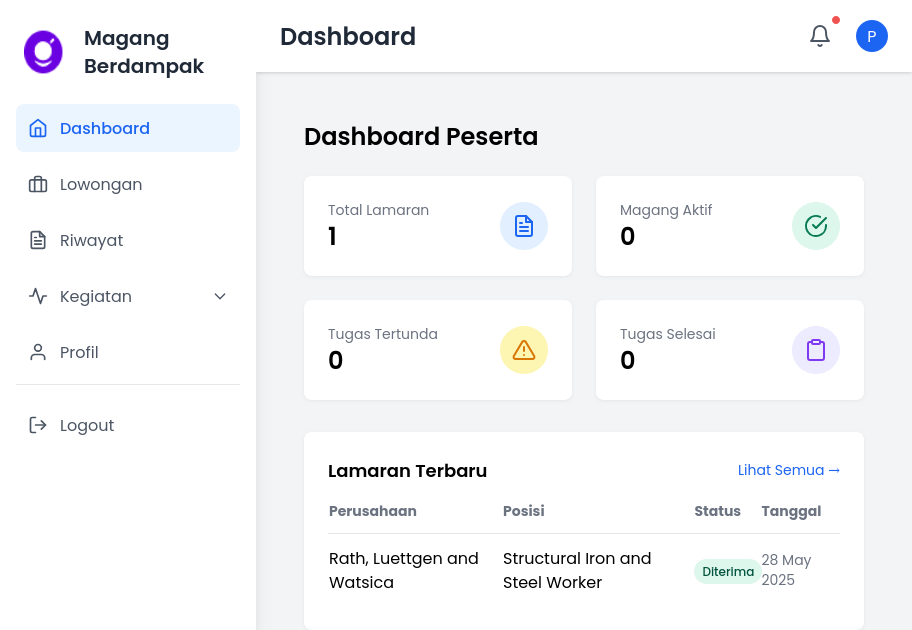 Magang
Berdampak
Dashboard
Lowongan
Riwayat
Kegiatan
Profil
Logout
Dashboard
P
Dashboard Peserta
Total Lamaran
1
Magang Aktif
0
Tugas Tertunda
0
Tugas Selesai
0
Lamaran Terbaru
Lihat Semua →
Perusahaan Posisi Status Tanggal
Rath, Luettgen and Watsica Structural Iron and Steel Worker Diterima 28 May 2025